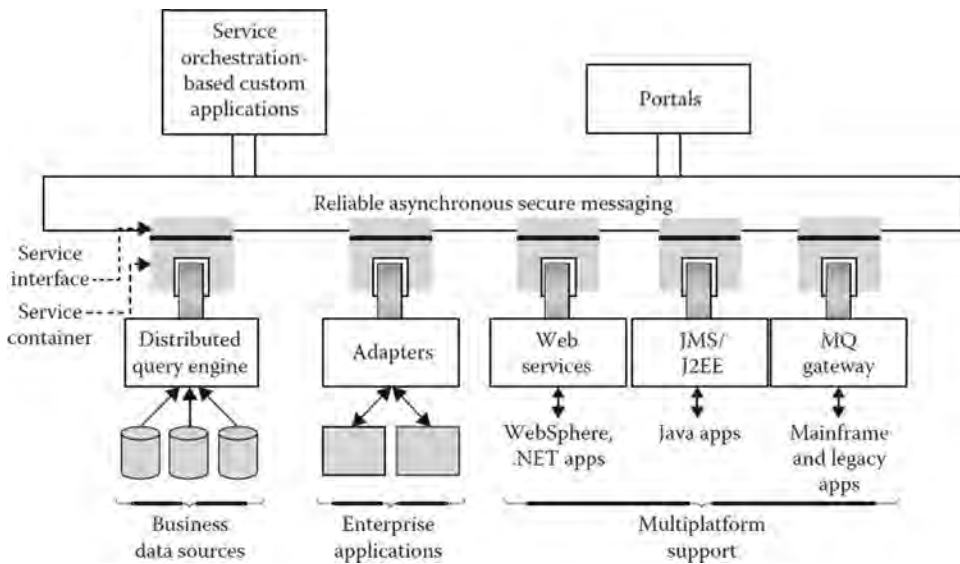 Service
orchestration-
based custom
applications
Portals
Reliable asynchronous secure messaging
Service
interface
Service
container
Distributed
query engine
Adapters
Web
services
JMS/
J2EE
MQ
gateway
WebSphere,
.NET apps
Java apps
Mainframe
and legacy
apps
Business
data sources
Enterprise
applications
Multiplatform
support